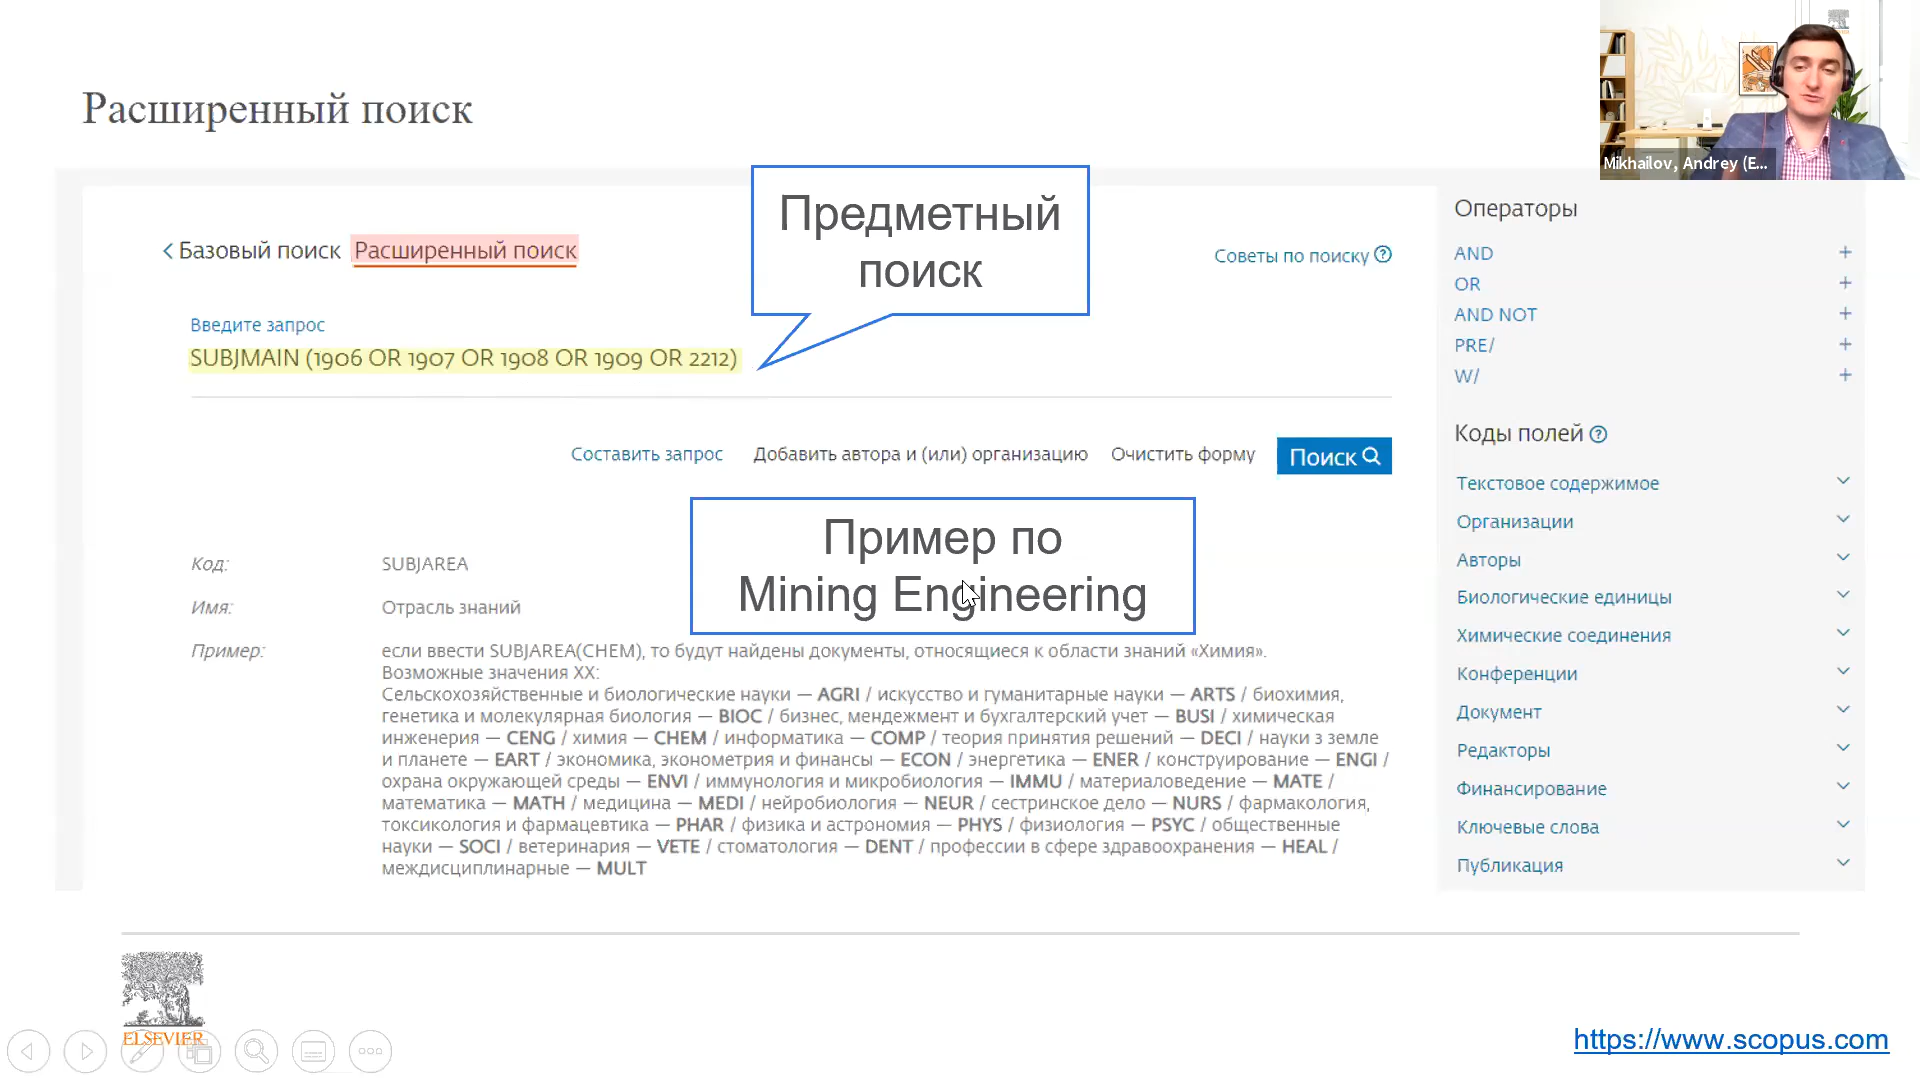 Расширенный поиск
Mikhailov, Andrey (E...
Предметный
поиск
Базовый поиск Расширенный поиск
Советы по поиску
Введите запрос
SUBJMAIN (1906 OR 1907 OR 1908 OR 1909 OR 2212)
Составить запрос Добавить автора и (или) организацию Очистить форму Поиск
Пример по
Mining Engineering
Код: SUBJAREA
Имя: Отрасль знаний
Пример: если ввести SUBJAREA(CHEM), то будут найдены документы, относящиеся к области знаний «Химия».
Возможные значения XX:
Сельскохозяйственные и биологические науки — AGRI / искусство и гуманитарные науки — ARTS / биохимия,
генетика и молекулярная биология — BIOC / бизнес, мендежмент и бухгалтерский учет — BUSI / химическая
инженерия — CENG / химия — CHEM / информатика — COMP / теория принятия решений — DECI / науки з земле
и планете — EART / экономика, эконометрия и финансы — ECON / энергетика — ENER / конструирование — ENGI /
охрана окружающей среды — ENVI / иммунология и микробиология — IMMU / материаловедение — MATE /
математика — MATH / медицина — MEDI / нейробиология — NEUR / сестринское дело — NURS / фармакология,
токсикология и фармацевтика — PHAR / физика и астрономия — PHYS / физиология — PSYC / общественные
науки — SOCI / ветеринария — VETE / стоматология — DENT / профессии в сфере здравоохранения — HEAL /
междисциплинарные — MULT
Операторы
AND
OR
AND NOT
PRE/
W/
Коды полей
Текстовое содержимое
Организации
Авторы
Биологические единицы
Химические соединения
Конференции
Документ
Редакторы
Финансирование
Ключевые слова
Публикация
ELSEVIER
https://www.scopus.com